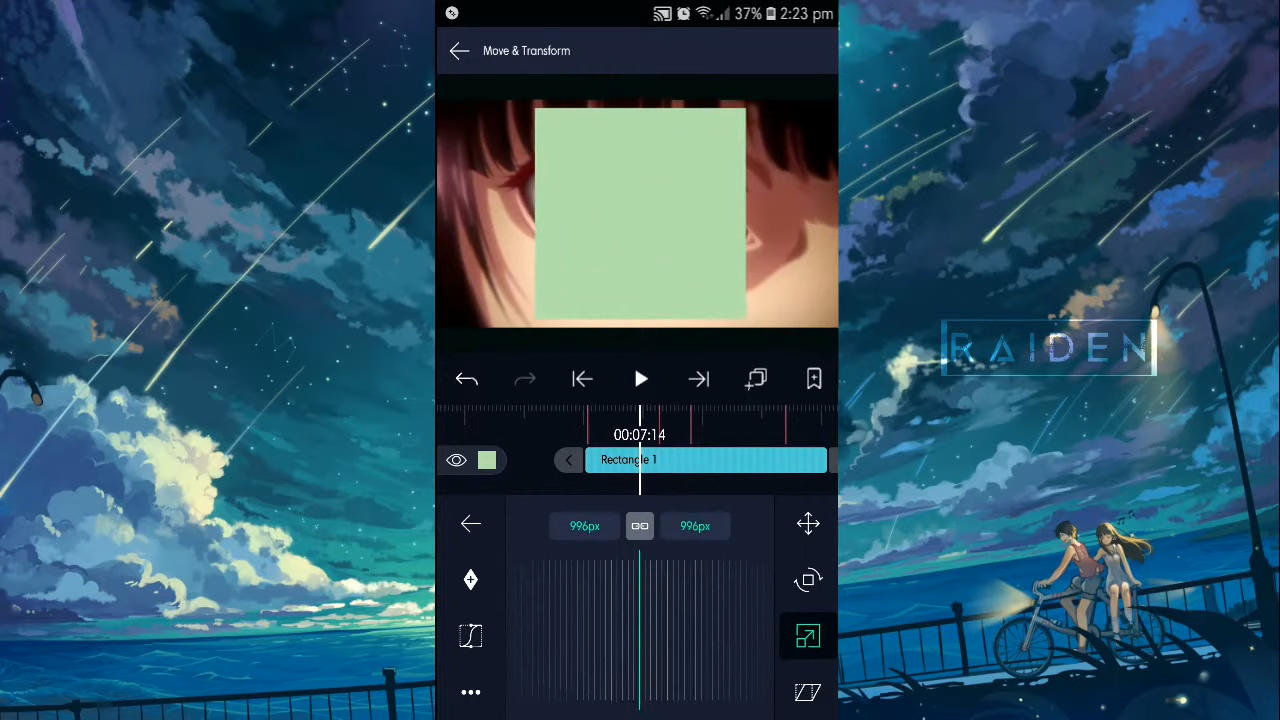 37% 2:23 pm
Move & Transform
RAIDEN
00:07:14
Rectangle 1
996px 996px